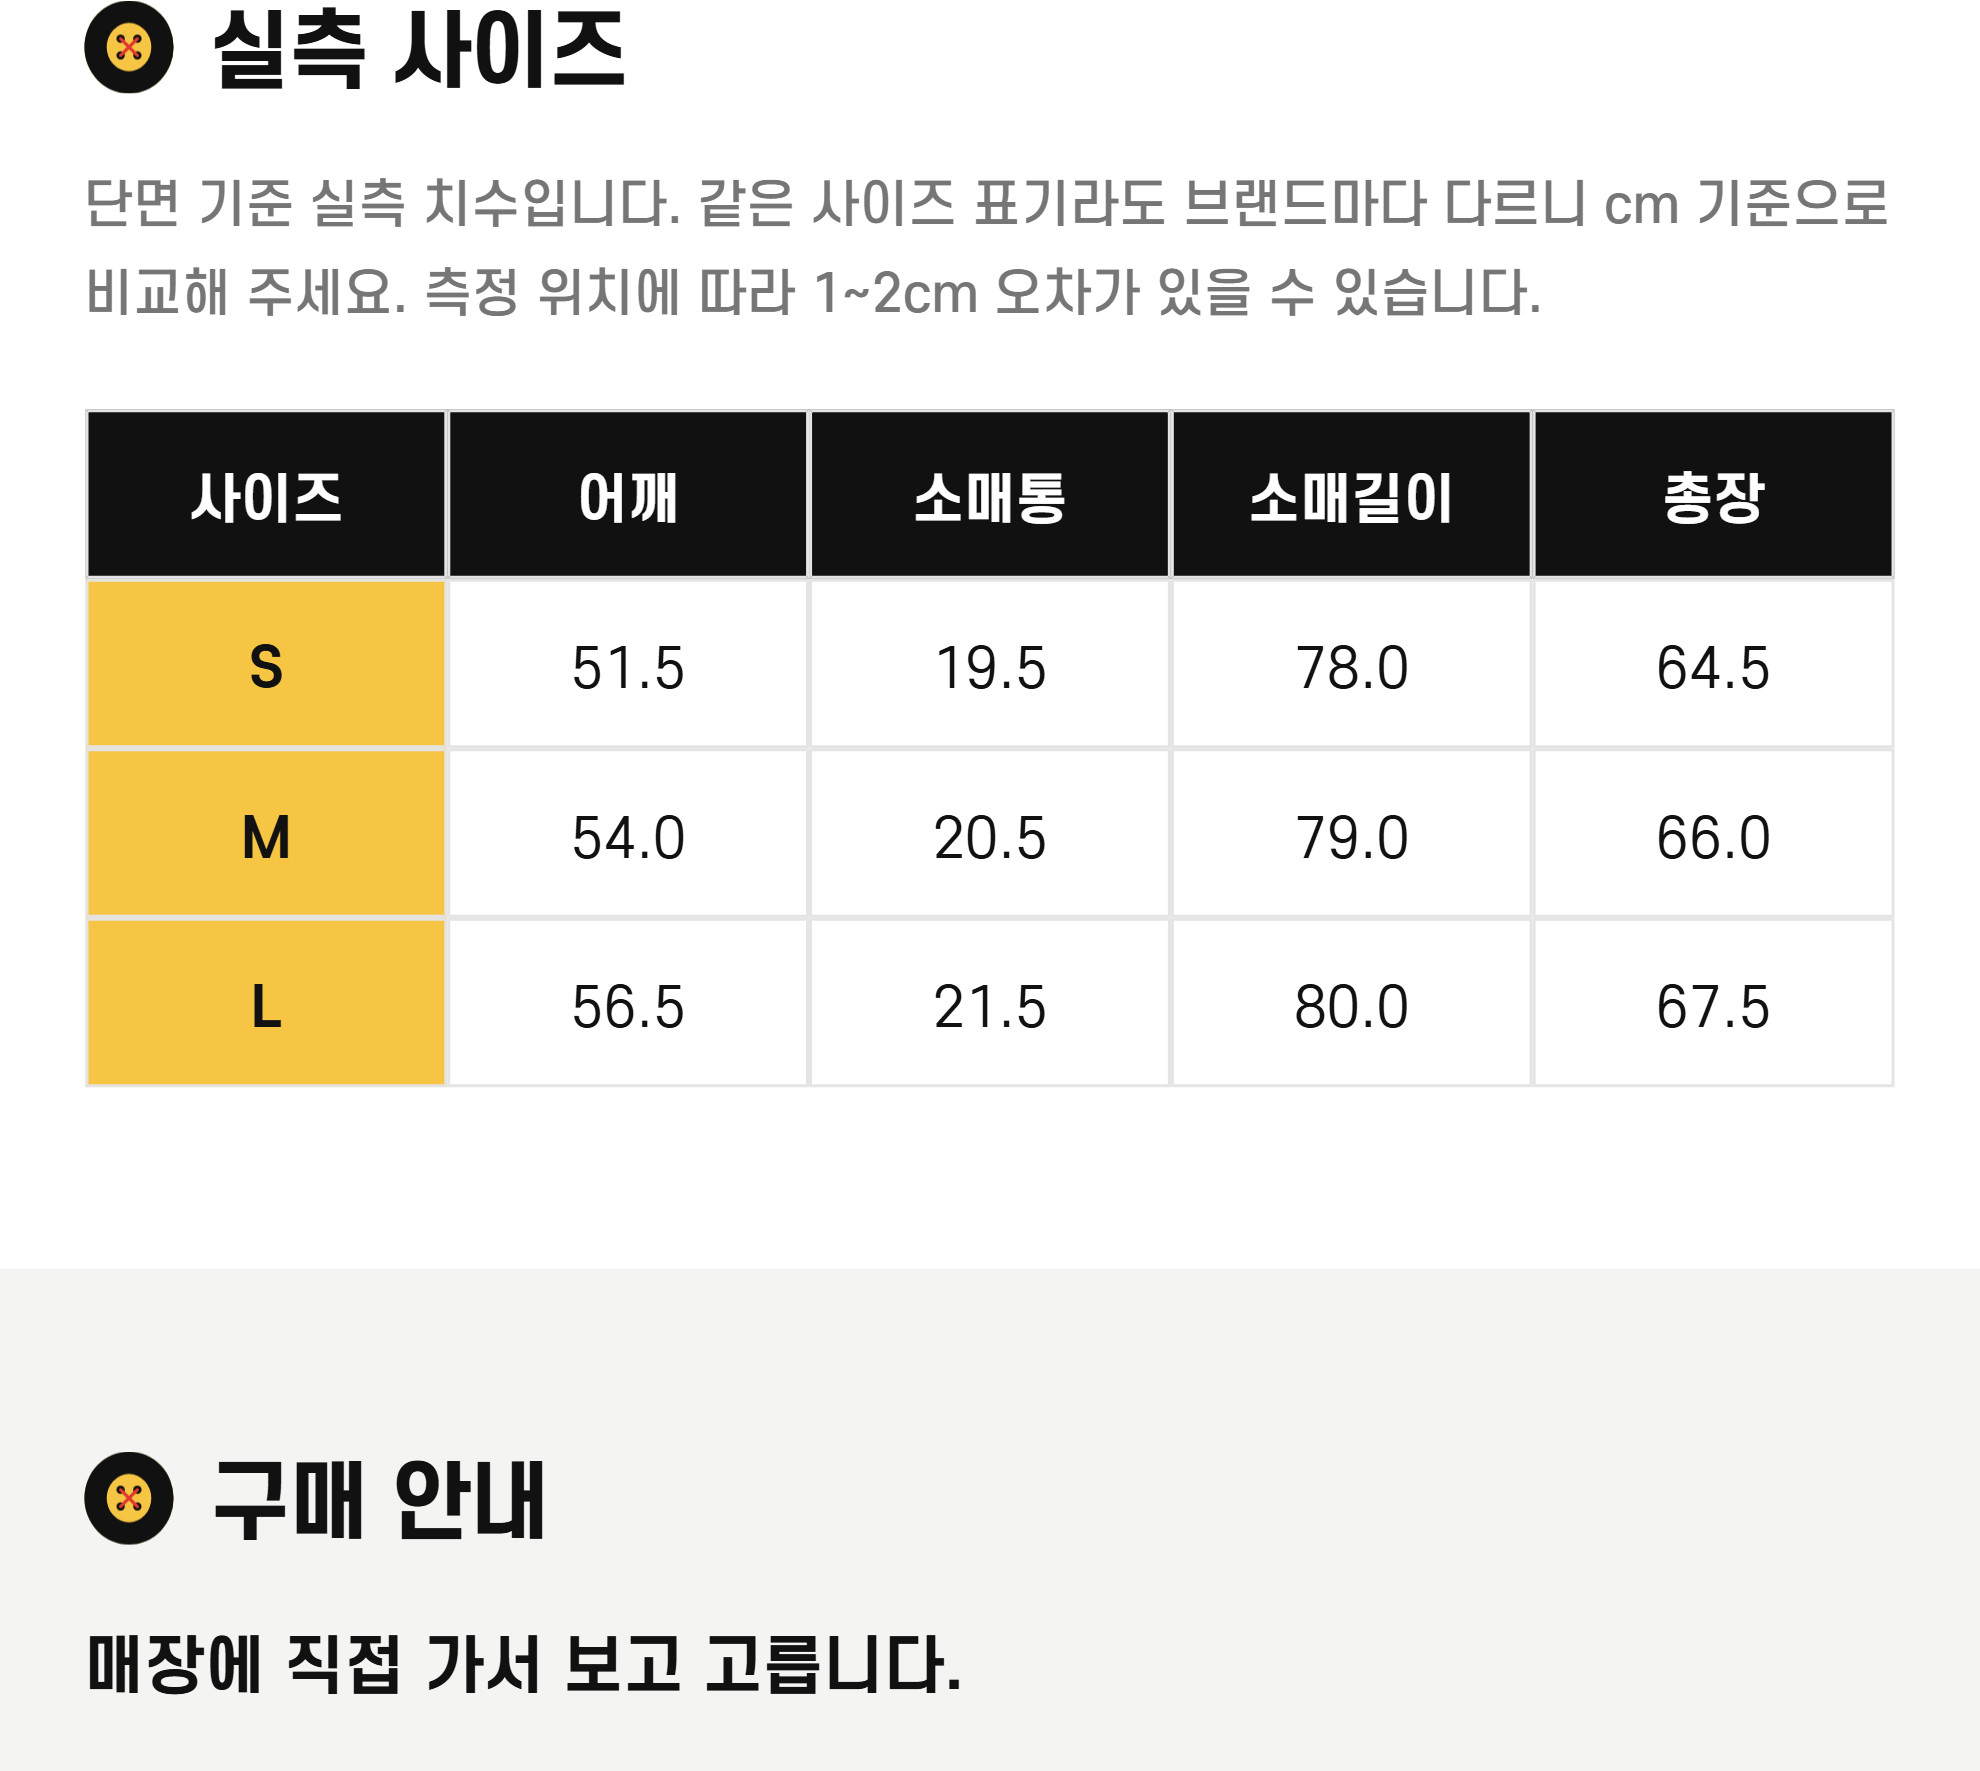 실측 사이즈
단면 기준 실측 치수입니다. 같은 사이즈 표기라도 브랜드마다 다르니 cm 기준으로
비교해 주세요. 측정 위치에 따라 1~2cm 오차가 있을 수 있습니다.
사이즈 어깨 소매통 소매길이 총장
S 51.5 19.5 78.0 64.5
M 54.0 20.5 79.0 66.0
L 56.5 21.5 80.0 67.5
구매 안내
매장에 직접 가서 보고 고릅니다.